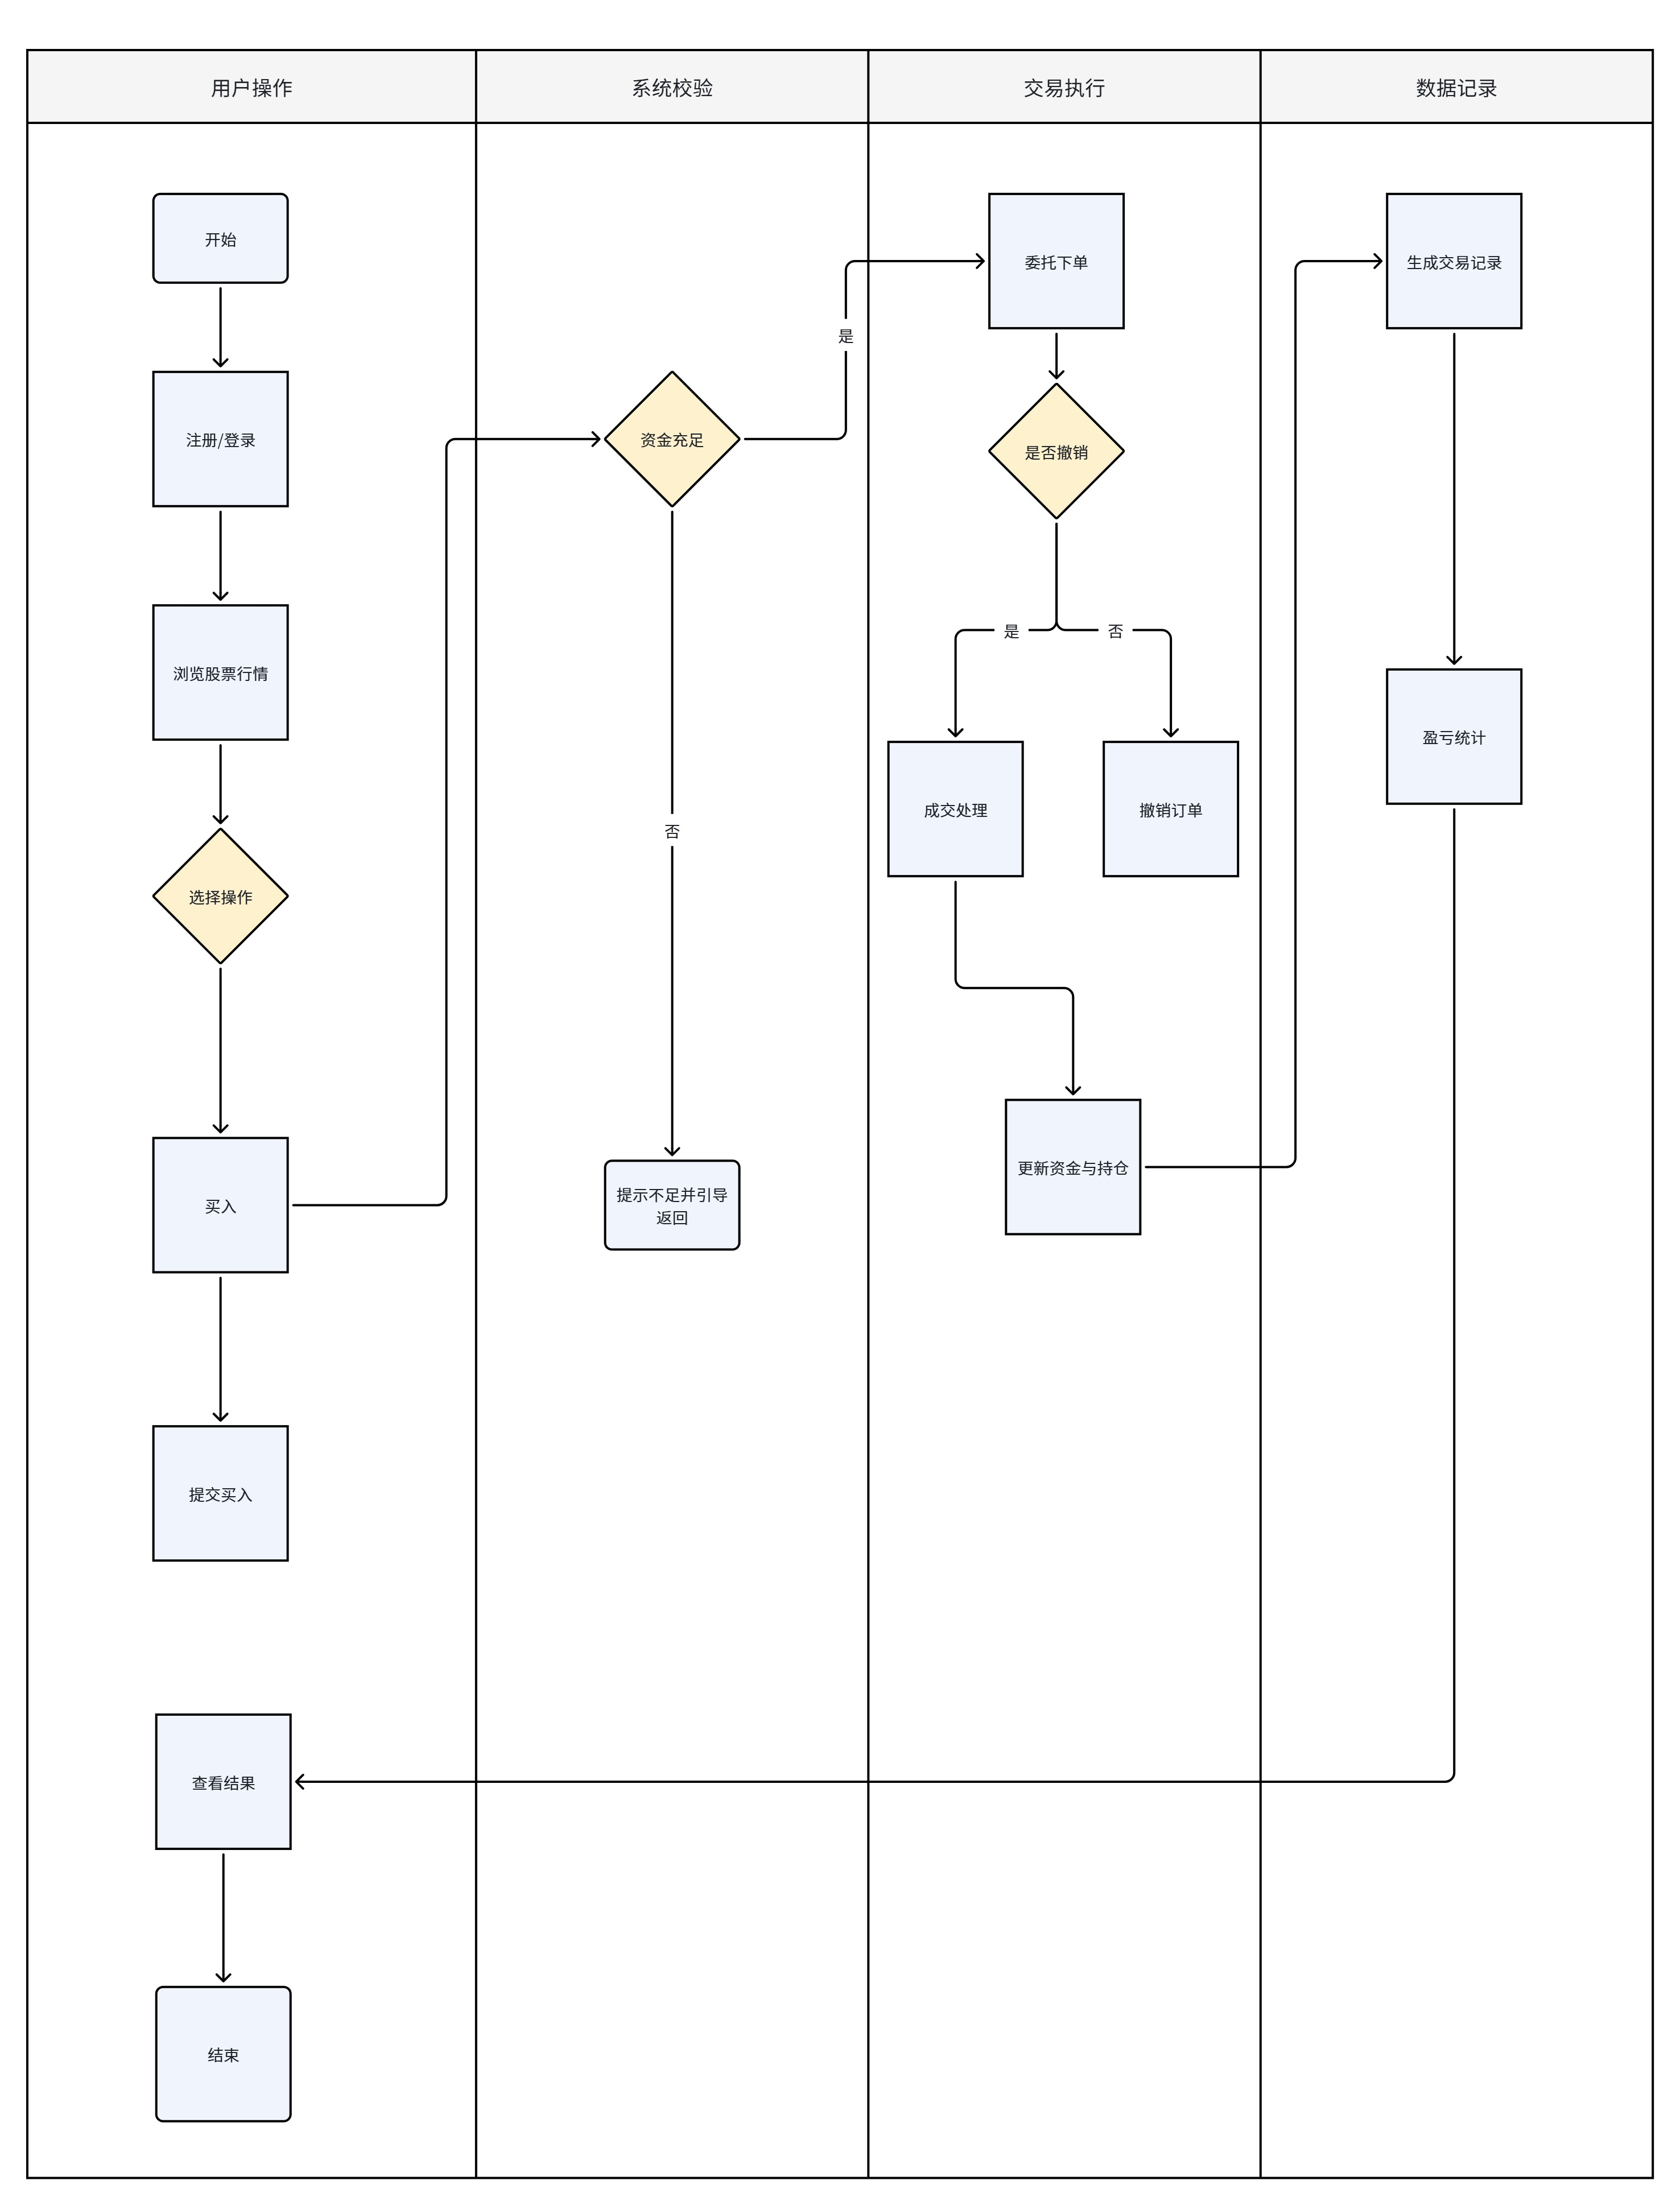 用户操作
系统校验
交易执行
数据记录
开始
注册/登录
浏览股票行情
选择操作
买入
提交买入
查看结果
结束
资金充足
是
否
提示不足并引导
返回
委托下单
是否撤销
是
否
成交处理
撤销订单
更新资金与持仓
生成交易记录
盈亏统计